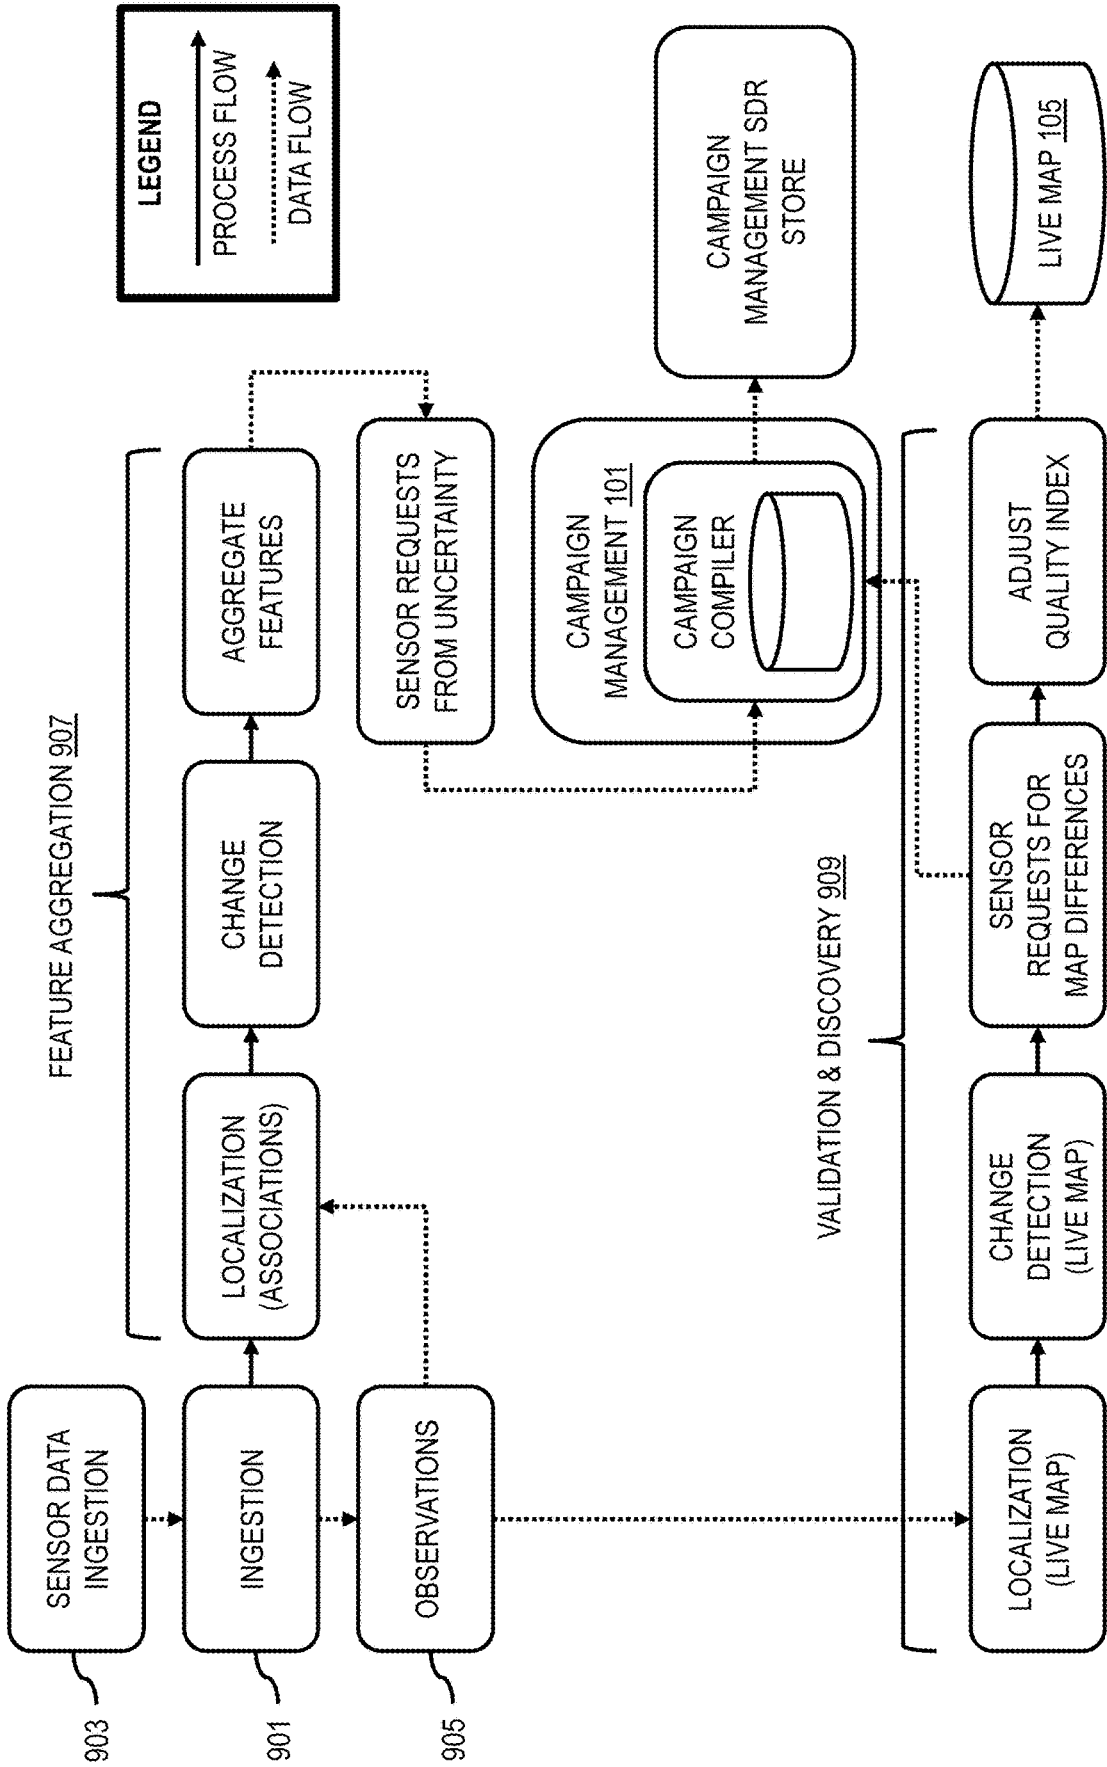 LEGEND
PROCESS FLOW
DATA FLOW
FEATURE AGGREGATION 907
SENSOR DATA
INGESTION
903
INGESTION
901
OBSERVATIONS
905
LOCALIZATION
(ASSOCIATIONS)
CHANGE
DETECTION
AGGREGATE
FEATURES
SENSOR REQUESTS
FROM UNCERTAINTY
CAMPAIGN
MANAGEMENT 101
CAMPAIGN
COMPILER
CAMPAIGN
MANAGEMENT SDR
STORE
VALIDATION & DISCOVERY 909
LOCALIZATION
(LIVE MAP)
CHANGE
DETECTION
(LIVE MAP)
SENSOR
REQUESTS FOR
MAP DIFFERENCES
ADJUST
QUALITY INDEX
LIVE MAP 105